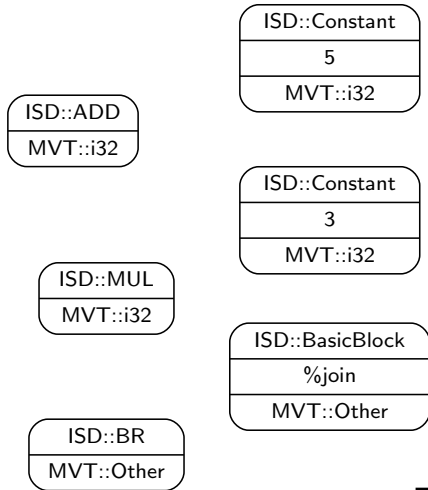 ISD::Constant
5
MVT::i32
ISD::ADD
MVT::i32
ISD::Constant
3
MVT::i32
ISD::MUL
MVT::i32
ISD::BasicBlock
%join
MVT::Other
ISD::BR
MVT::Other